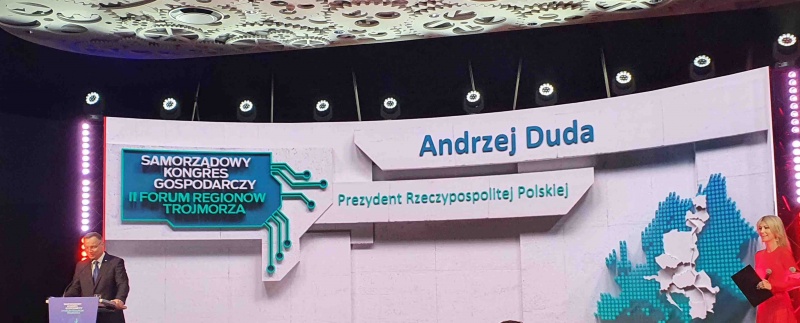 Andrzej Duda
Prezydent Rzeczypospolitej Polskiej
SAMORZĄDOWY
KONGRES
GOSPODARCZY
II FORUM REGIONÓW
TRÓJMORZA